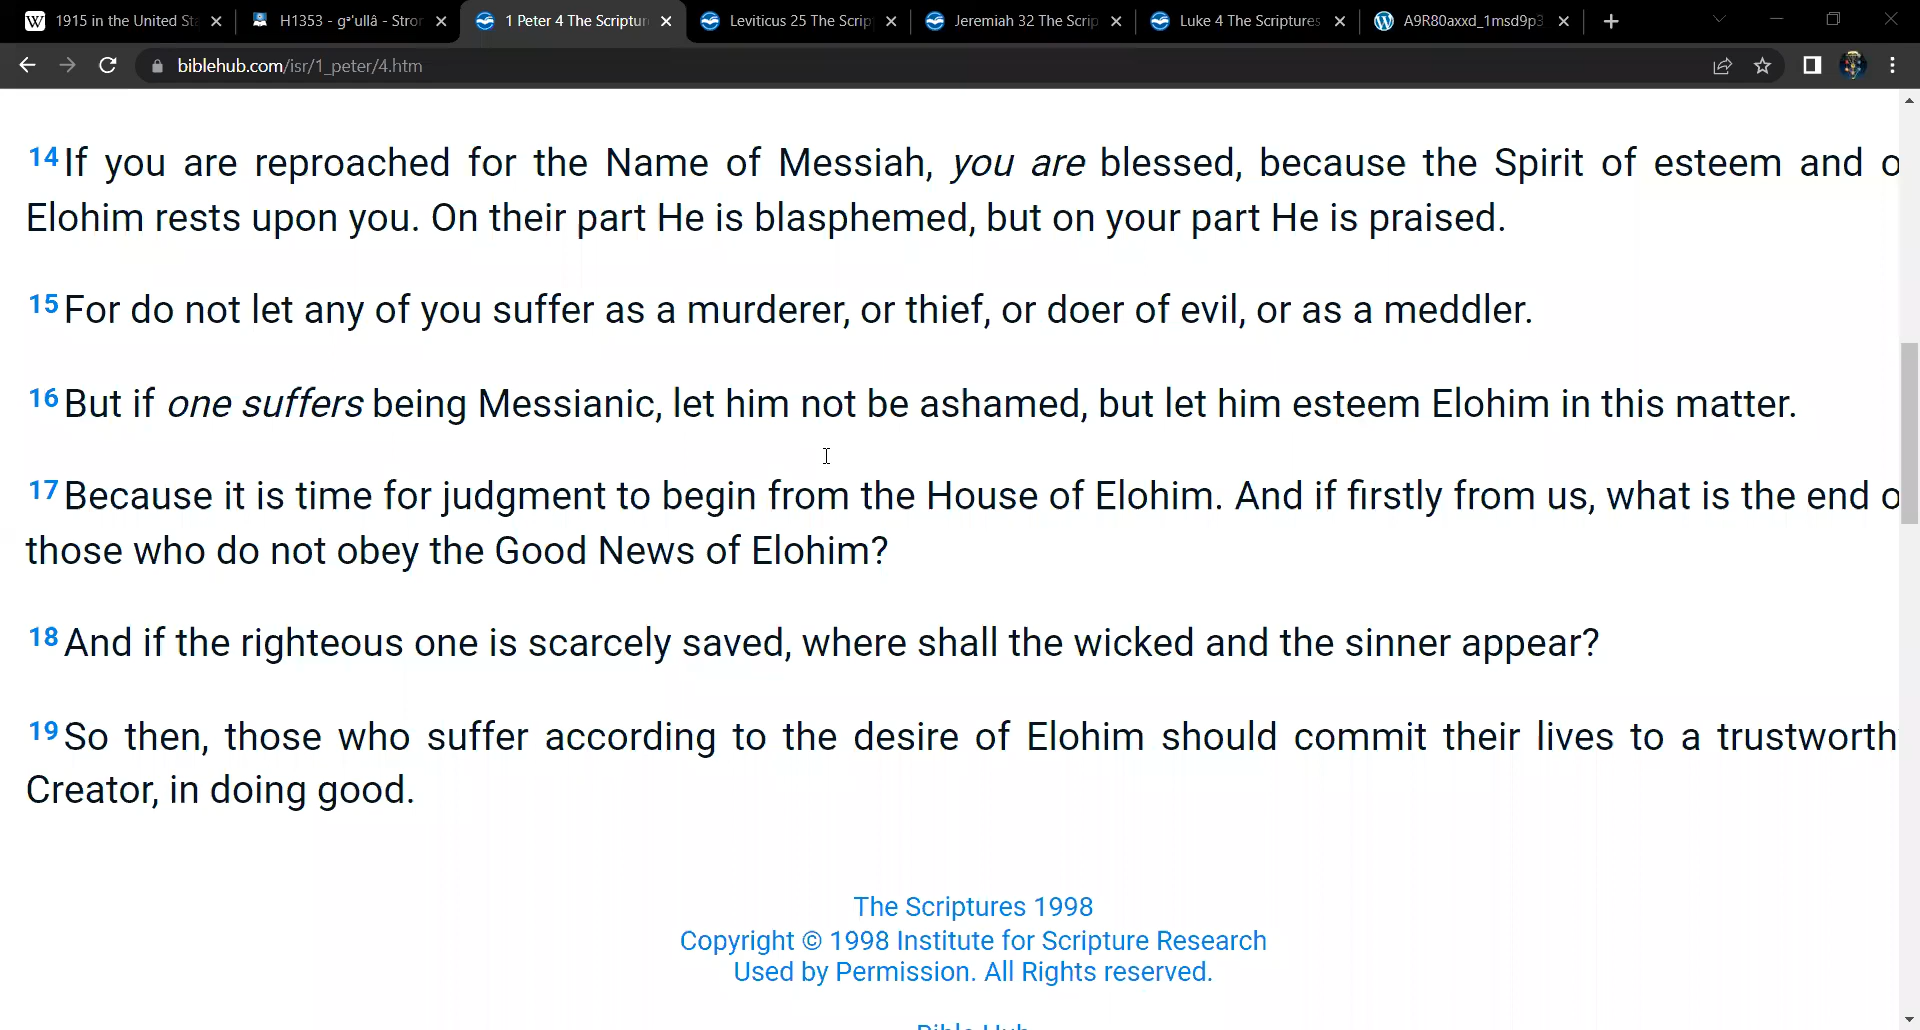 1915 in the United St
H1353 - gᵊ'ullâ - Stror
1 Peter 4 The Scriptur
Leviticus 25 The Scrip
Jeremiah 32 The Scrip
Luke 4 The Scriptures
A9R80axxd_1msd9p3
biblehub.com/isr/1_peter/4.htm
14 If you are reproached for the Name of Messiah, you are blessed, because the Spirit of esteem and o
Elohim rests upon you. On their part He is blasphemed, but on your part He is praised.
15 For do not let any of you suffer as a murderer, or thief, or doer of evil, or as a meddler.
16 But if one suffers being Messianic, let him not be ashamed, but let him esteem Elohim in this matter.
17 Because it is time for judgment to begin from the House of Elohim. And if firstly from us, what is the end o
those who do not obey the Good News of Elohim?
18 And if the righteous one is scarcely saved, where shall the wicked and the sinner appear?
19 So then, those who suffer according to the desire of Elohim should commit their lives to a trustworth
Creator, in doing good.
The Scriptures 1998
Copyright © 1998 Institute for Scripture Research
Used by Permission. All Rights reserved.
Bible Hub